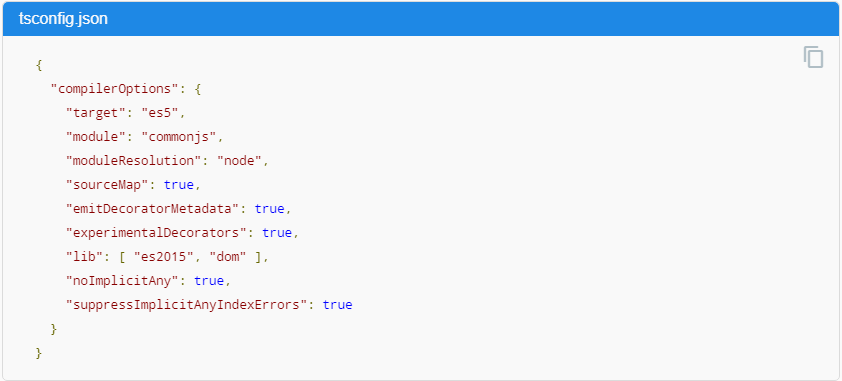 tsconfig.json
{
  "compilerOptions": {
    "target": "es5",
    "module": "commonjs",
    "moduleResolution": "node",
    "sourceMap": true,
    "emitDecoratorMetadata": true,
    "experimentalDecorators": true,
    "lib": [ "es2015", "dom" ],
    "noImplicitAny": true,
    "suppressImplicitAnyIndexErrors": true
  }
}